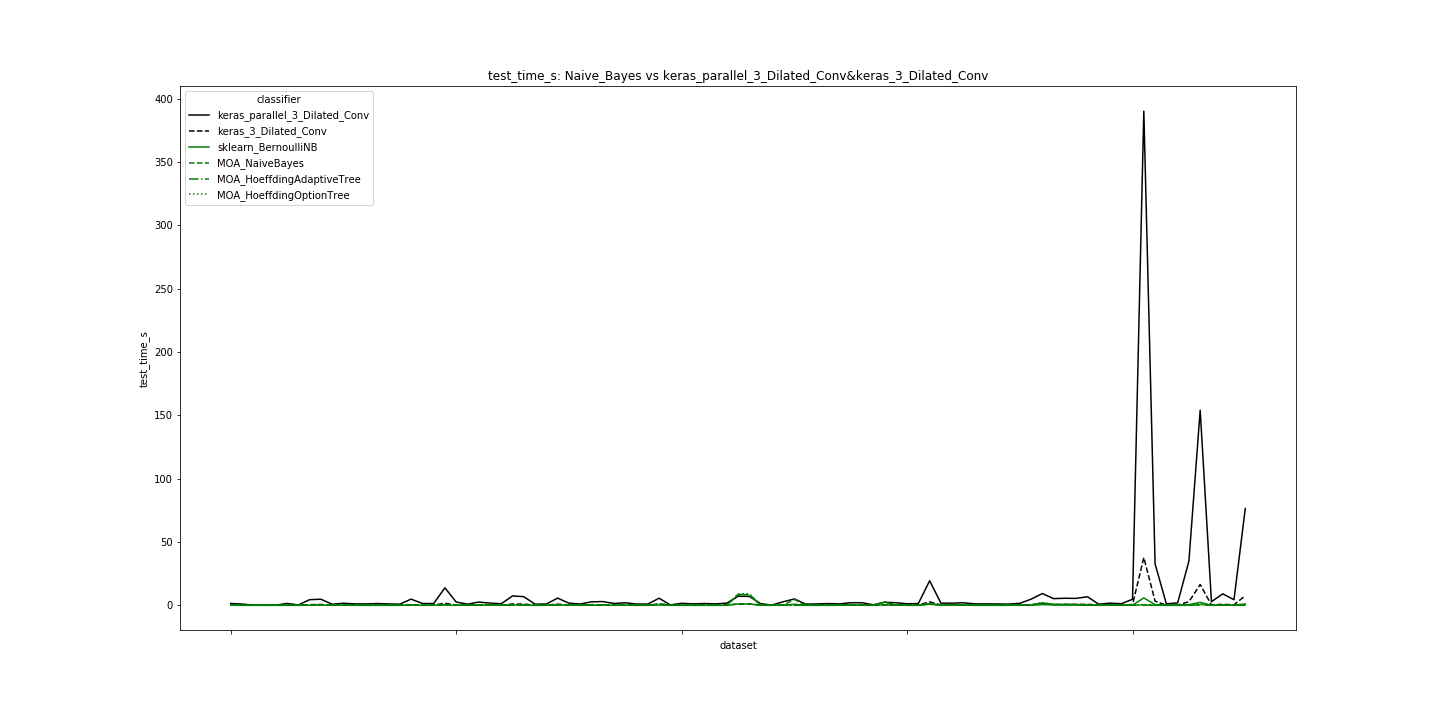 test_time_s: Naive_Bayes vs keras_parallel_3_Dilated_Conv&keras_3_Dilated_Conv
classifier
keras_parallel_3_Dilated_Conv
keras_3_Dilated_Conv
sklearn_BernoulliNB
MOA_NaiveBayes
MOA_HoeffdingAdaptiveTree
MOA_HoeffdingOptionTree
400
350
300
250
200
150
100
50
0
test_time_s
dataset